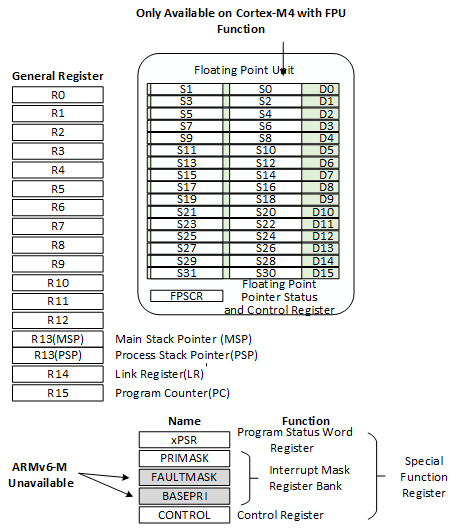 Only Available on Cortex-M4 with FPU
Function
Floating Point Unit
General Register
R0
R1
R2
R3
R4
R5
R6
R7
R8
R9
R10
R11
R12
R13(MSP) Main Stack Pointer (MSP)
R13(PSP) Process Stack Pointer(PSP)
R14 Link Register(LR)
R15 Program Counter(PC)
S1 S0 D0
S3 S2 D1
S5 S4 D2
S7 S6 D3
S9 S8 D4
S11 S10 D5
S13 S12 D6
S15 S14 D7
S17 S16 D8
S19 S18 D9
S21 S20 D10
S23 S22 D11
S25 S24 D12
S27 S26 D13
S29 S28 D14
S31 S30 D15
FPSCR
Floating Point
Pointer Status
and Control Register
Name Function
xPSR
Program Status Word
Register
PRIMASK
FAULTMASK
BASEPRI
Interrupt Mask
Register Bank
CONTROL Control Register
ARMv6-M
Unavailable
Special
Function
Register